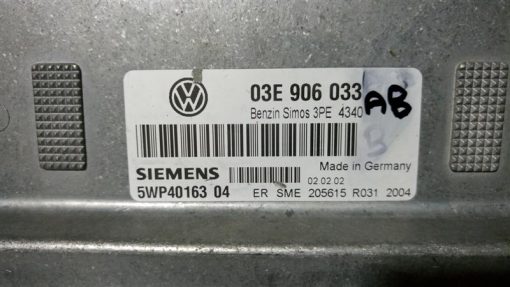 03E 906 033 AB
Benzin Simos 3PE 4340
Made in Germany
SIEMENS
02 02 02
5WP40163 04
ER SME 205615 R031 2004